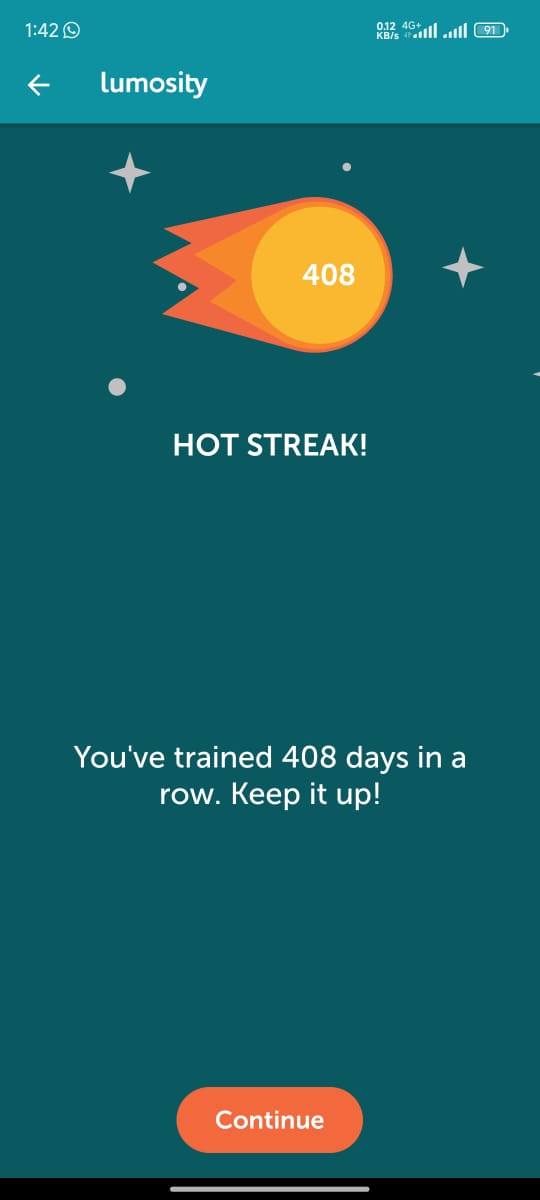 1:42
0.12 4G+
KB/s
91
lumosity
408
HOT STREAK!
You've trained 408 days in a
row. Keep it up!
Continue